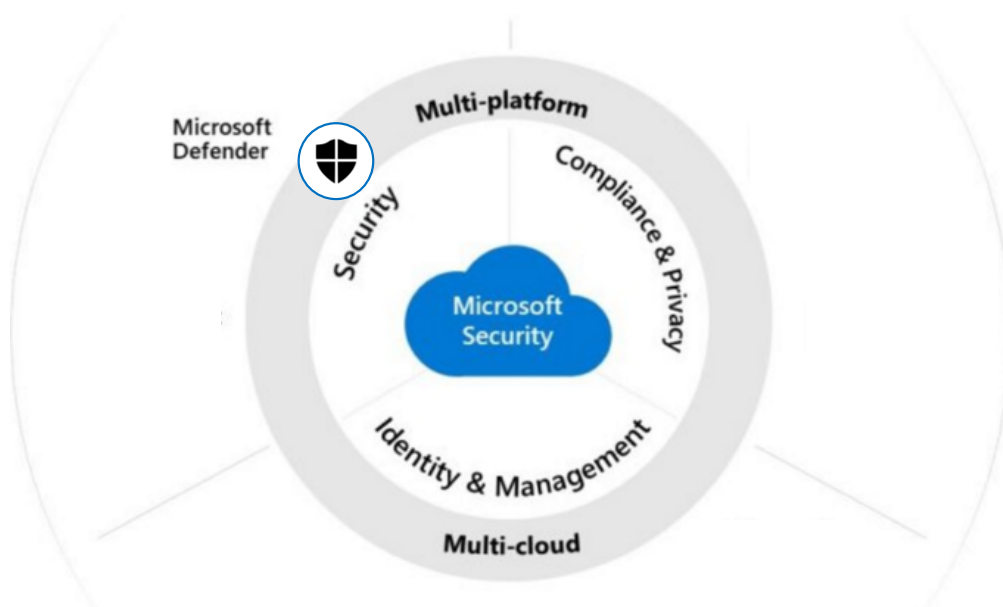 Multi-platform
Microsoft
Defender
Security
Compliance & Privacy
Microsoft
Security
Identity & Management
Multi-cloud